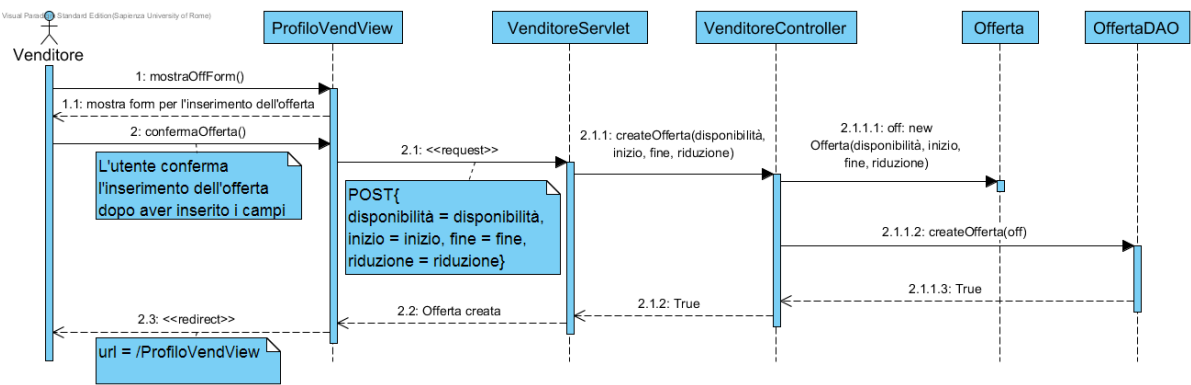 Visual Paradigm Standard Edition(Sapienza University of Rome)
Venditore
ProfiloVendView
VenditoreServlet
VenditoreController
Offerta
OffertaDAO
1: mostraOffForm()
1.1: mostra form per l'inserimento dell'offerta
2: confermaOfferta()
L'utente conferma
l'inserimento dell'offerta
dopo aver inserito i campi
2.1: <<request>>
POST{
disponibilità = disponibilità,
inizio = inizio, fine = fine,
riduzione = riduzione}
2.1.1: createOfferta(disponibilità,
inizio, fine, riduzione)
2.1.1.1: off: new
Offerta(disponibilità, inizio,
fine, riduzione)
2.1.1.2: createOfferta(off)
2.1.1.3: True
2.1.2: True
2.2: Offerta creata
2.3: <<redirect>>
url = /ProfiloVendView